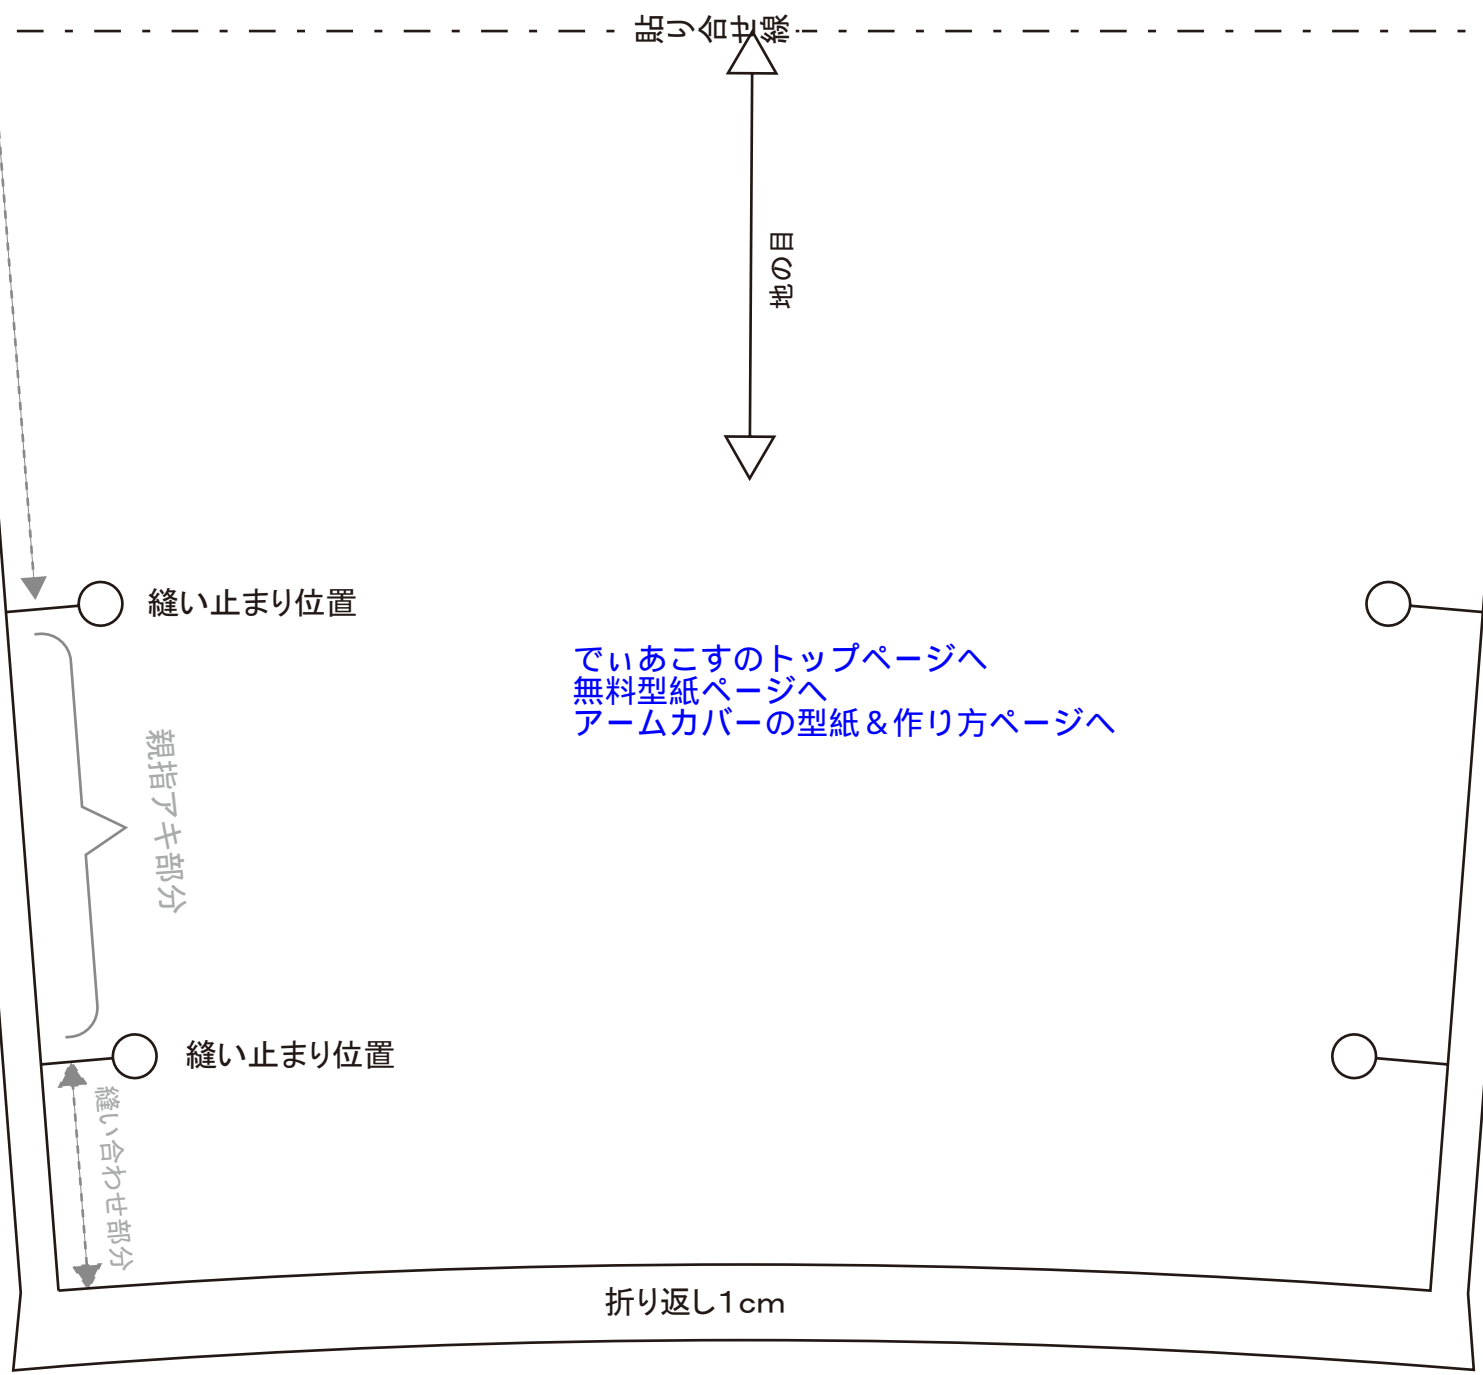 貼り合せ線
地の目
縫い止まり位置
でぃあこすのトップページへ
無料型紙ページへ
アームカバーの型紙＆作り方ページへ
親指アキ部分
縫い止まり位置
縫い合わせ部分
折り返し1cm